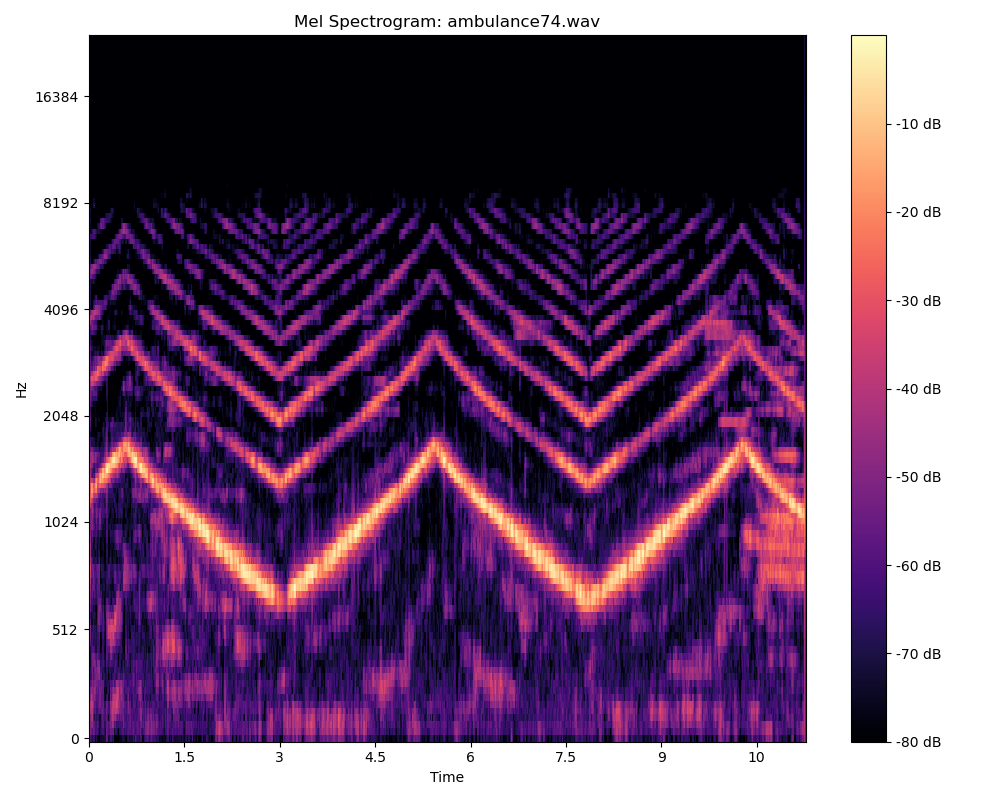 Mel Spectrogram: ambulance74.wav
16384
8192
4096
2048
1024
512
0
Hz
0 1.5 3 4.5 6 7.5 9 10
Time
-10 dB
-20 dB
-30 dB
-40 dB
-50 dB
-60 dB
-70 dB
-80 dB